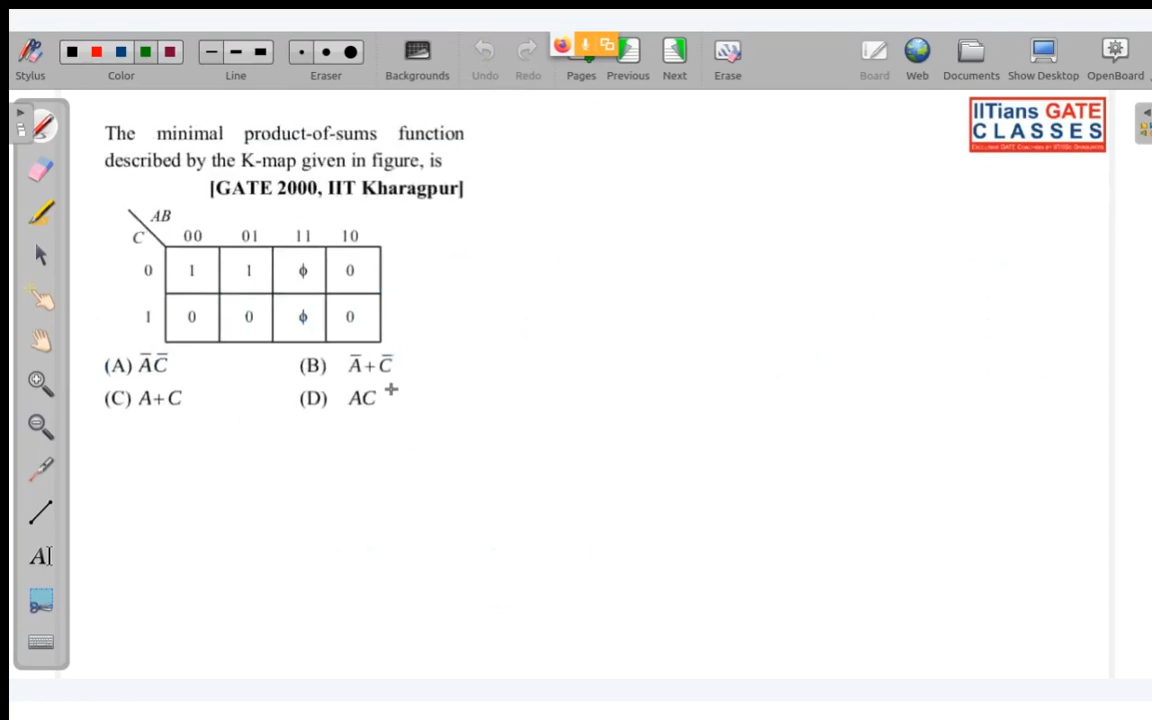 Stylus Color Line Eraser Backgrounds Undo Redo Pages Previous Next Erase Board Web Documents Show Desktop OpenBoard
IITians GATE
CLASSES
The minimal product-of-sums function
described by the K-map given in figure, is
[GATE 2000, IIT Kharagpur]
AB
C 00 01 11 10
0 1 1 ϕ 0
1 0 0 ϕ 0
(A) A̅C̅ (B) A̅+C̅
(C) A+C (D) AC